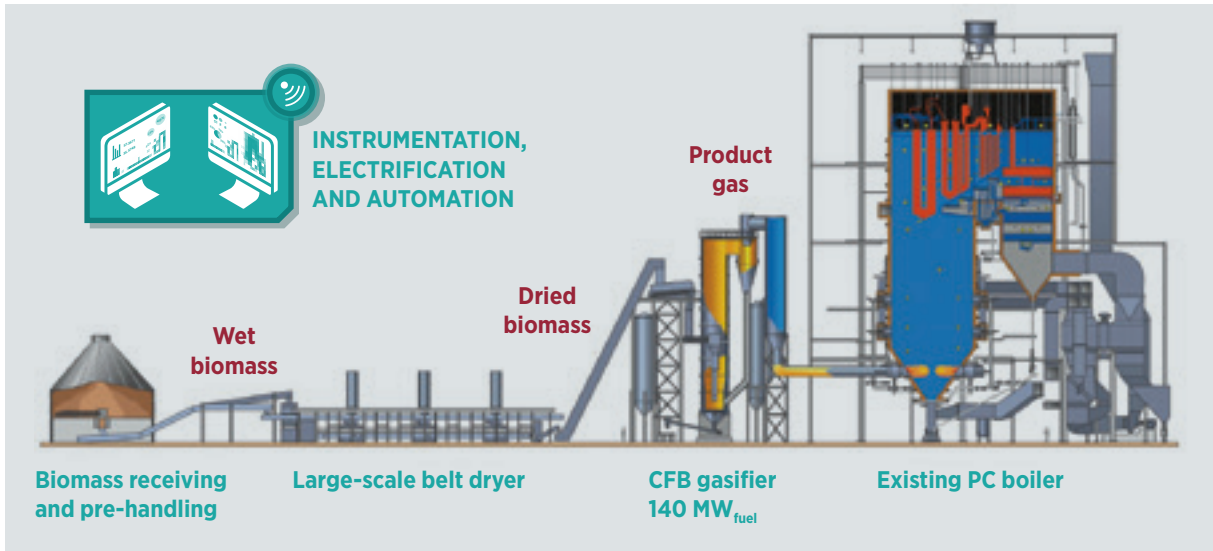 INSTRUMENTATION,
ELECTRIFICATION
AND AUTOMATION
Product
gas
Dried
biomass
Wet
biomass
Biomass receiving
and pre-handling
Large-scale belt dryer
CFB gasifier
140 MWfuel
Existing PC boiler